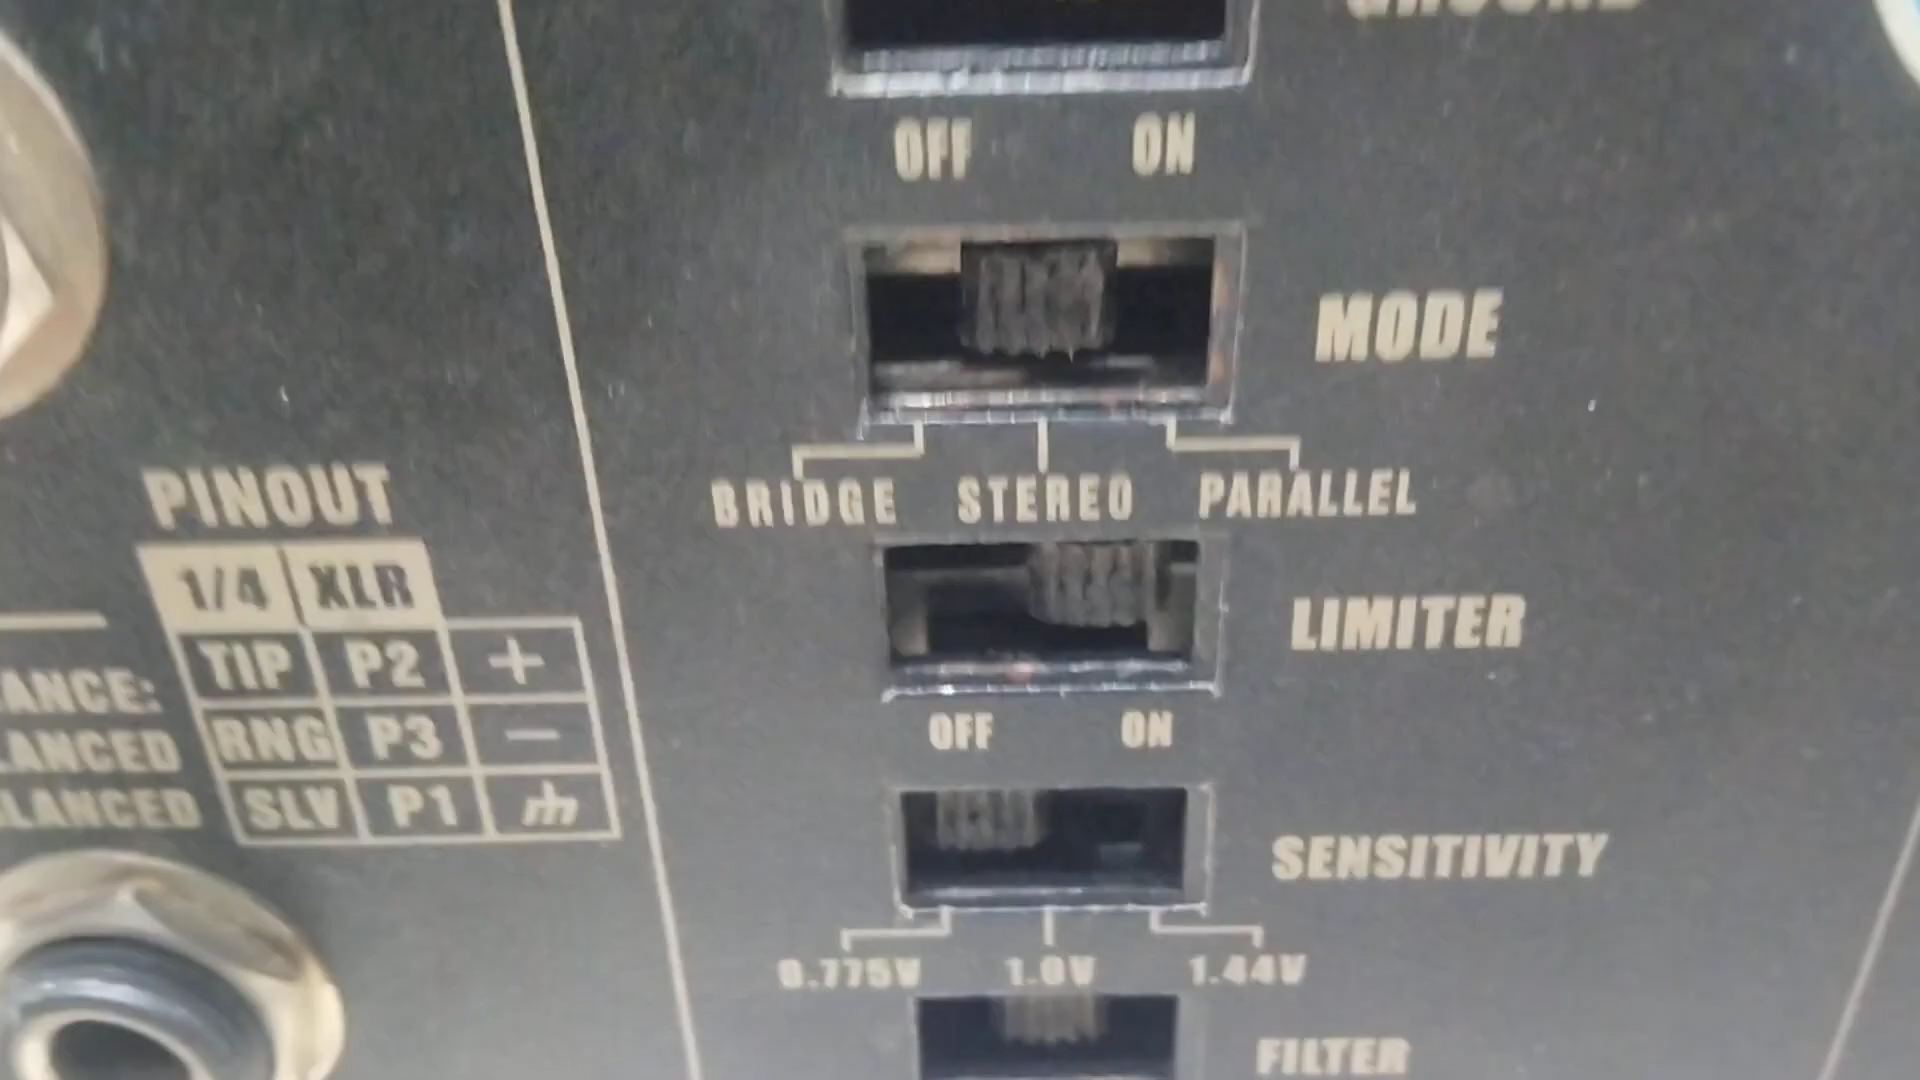 GROUND
OFF ON
MODE
BRIDGE STEREO PARALLEL
LIMITER
OFF ON
SENSITIVITY
0.775V 1.0V 1.44V
FILTER
PINOUT
1/4 XLR
TIP P2 +
RNG P3 −
SLV P1
ANCE:
LANCED
LANCED